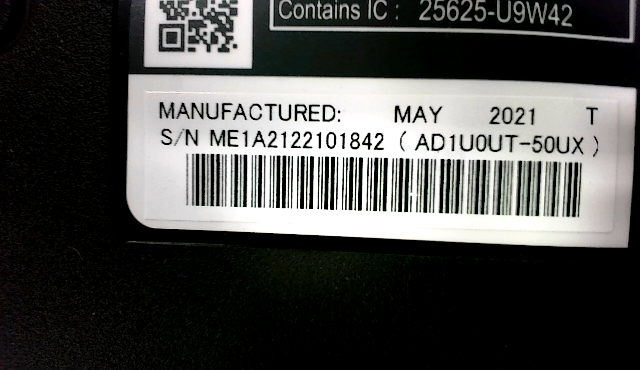 Contains IC : 25625-U9W42
MANUFACTURED: MAY 2021 T
S/N ME1A2122101842 ( AD1U0UT-50UX )